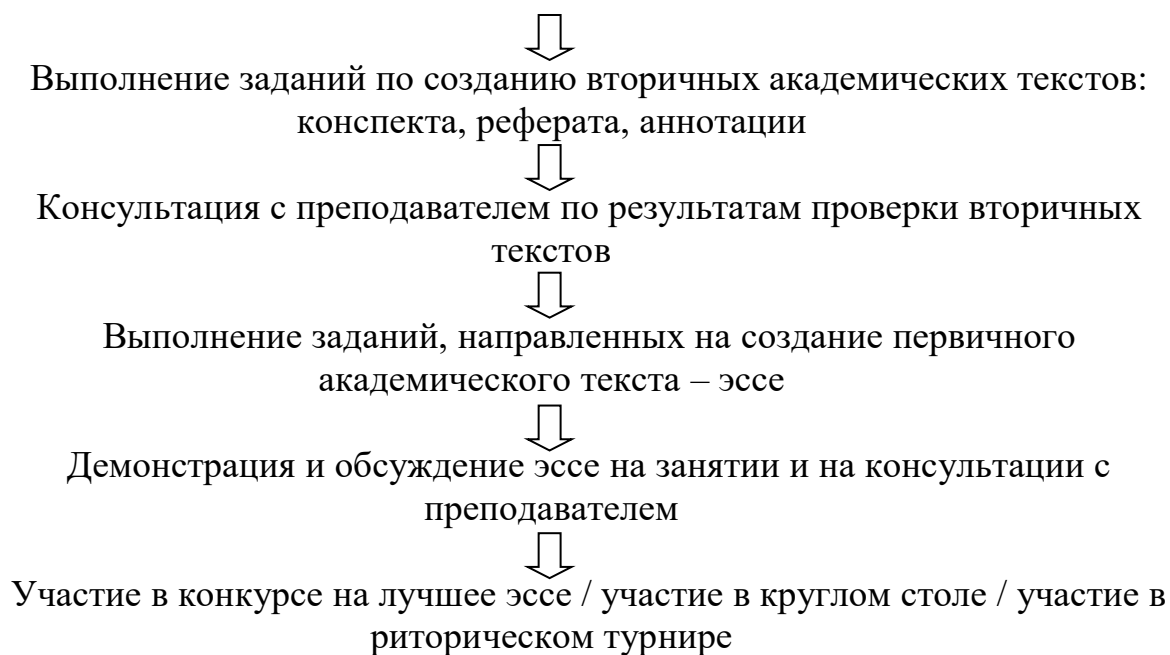 Выполнение заданий по созданию вторичных академических текстов:
конспекта, реферата, аннотации
Консультация с преподавателем по результатам проверки вторичных
текстов
Выполнение заданий, направленных на создание первичного
академического текста – эссе
Демонстрация и обсуждение эссе на занятии и на консультации с
преподавателем
Участие в конкурсе на лучшее эссе / участие в круглом столе / участие в
риторическом турнире